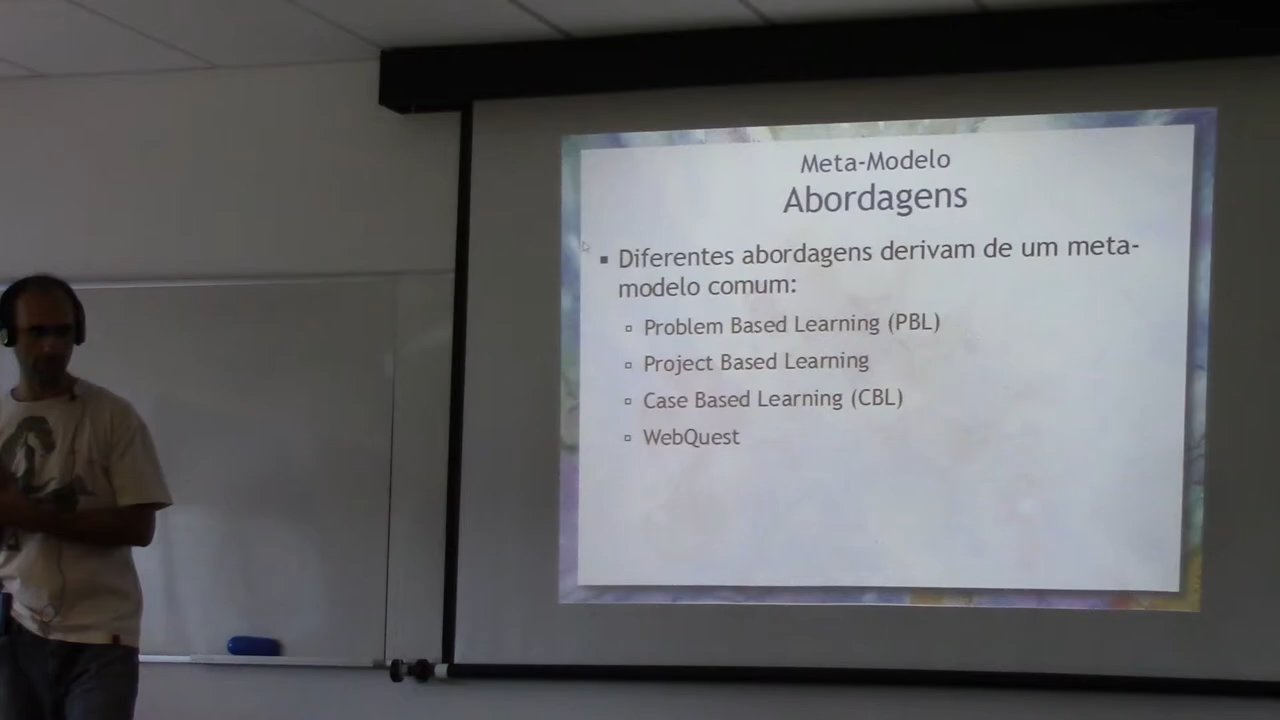 Meta-Modelo
Abordagens
▪ Diferentes abordagens derivam de um meta-
modelo comum:
▫ Problem Based Learning (PBL)
▫ Project Based Learning
▫ Case Based Learning (CBL)
▫ WebQuest